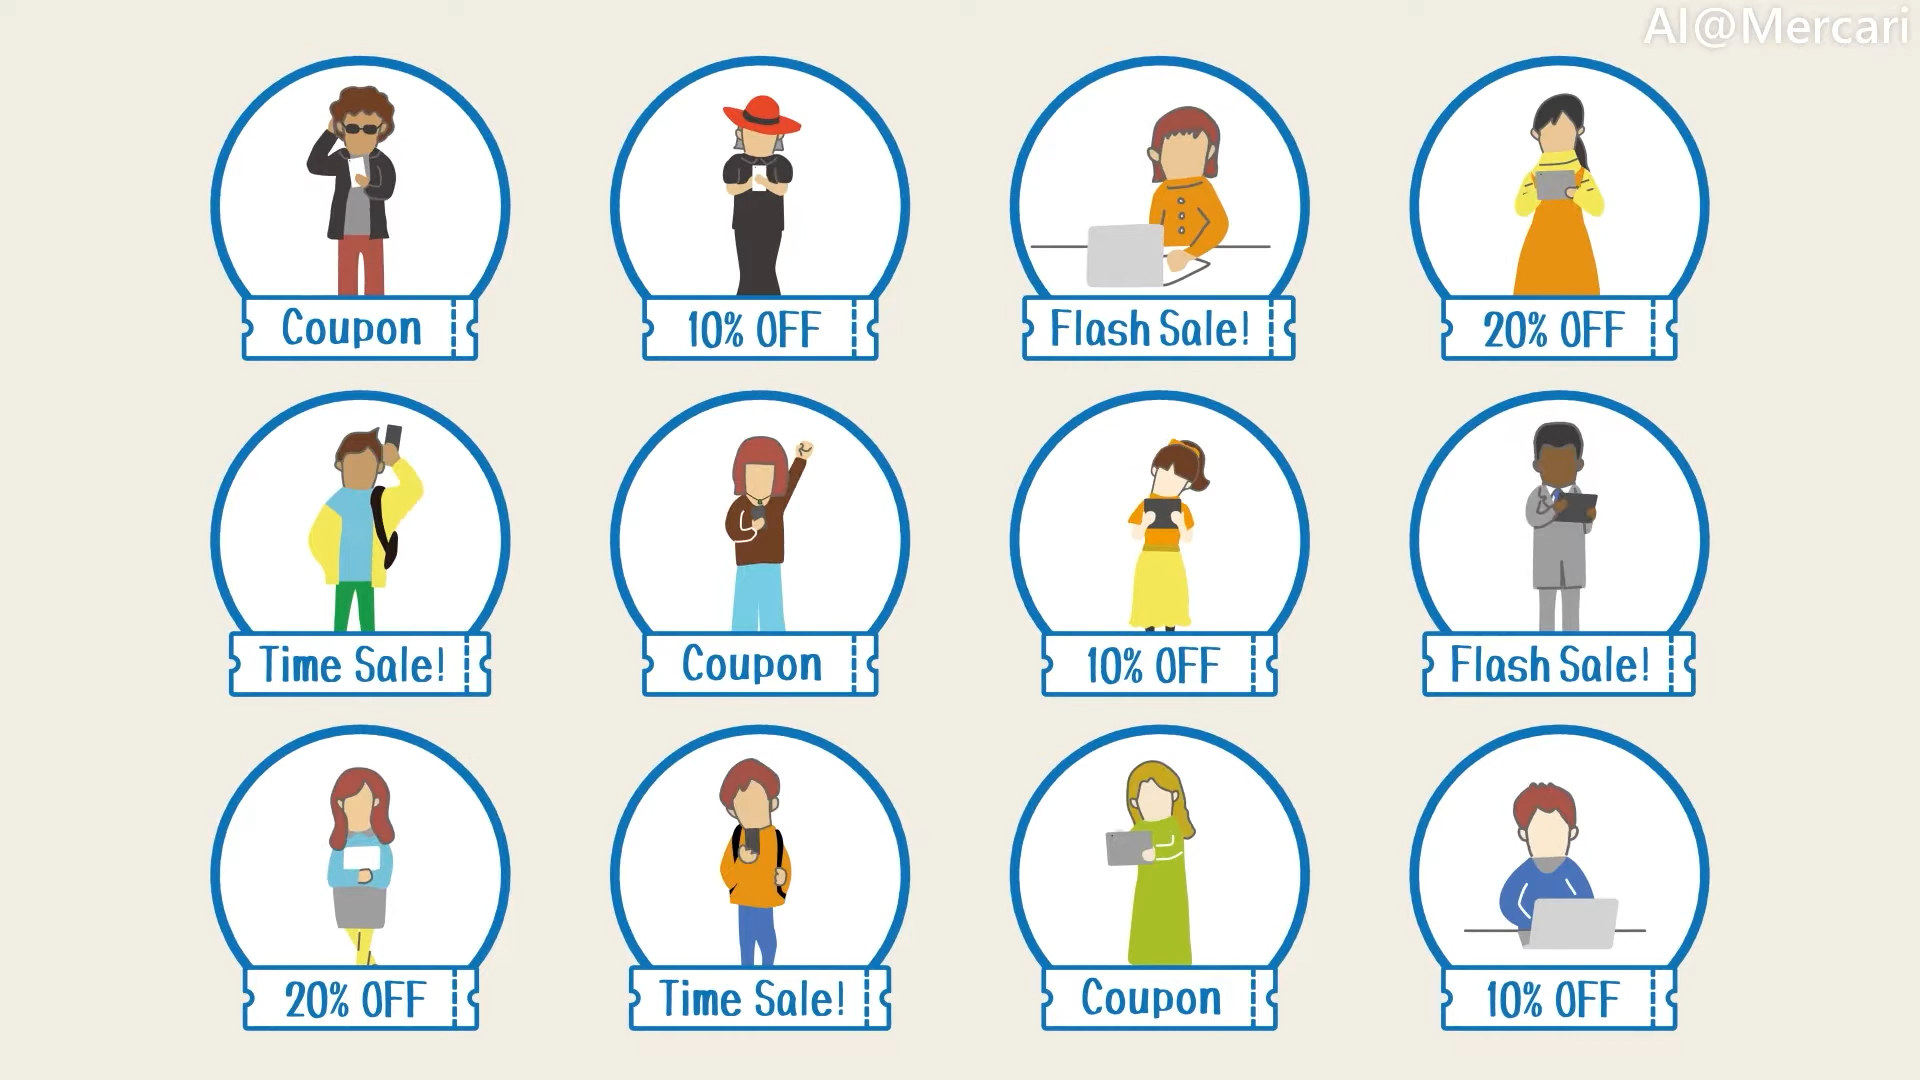 AI@Mercari
Coupon
10% OFF
Flash Sale!
20% OFF
Time Sale!
Coupon
10% OFF
Flash Sale!
20% OFF
Time Sale!
Coupon
10% OFF